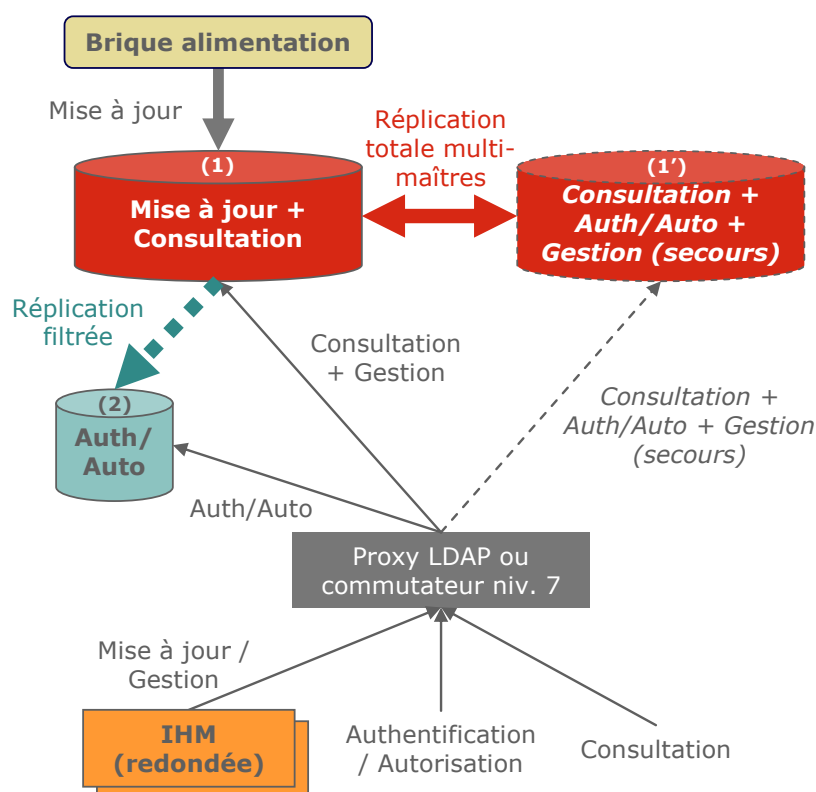 Brique alimentation
Mise à jour
Réplication
totale multi-
maîtres
(1)
Mise à jour +
Consultation
(1’)
Consultation +
Auth/Auto +
Gestion (secours)
Réplication
filtrée
Consultation
+ Gestion
(2)
Auth/
Auto
Consultation +
Auth/Auto + Gestion
(secours)
Auth/Auto
Proxy LDAP ou
commutateur niv. 7
Mise à jour /
Gestion
IHM
(redondée)
Authentification
/ Autorisation
Consultation